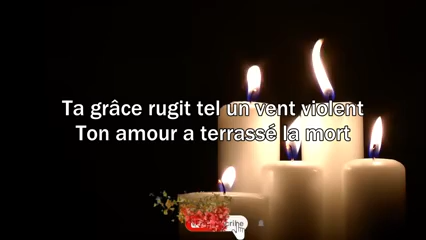 Ta grâce rugit tel un vent violent
Ton amour a terrassé la mort